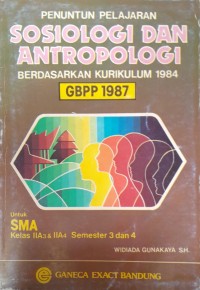 PENUNTUN PELAJARAN
SOSIOLOGI DAN
ANTROPOLOGI
BERDASARKAN KURIKULUM 1984
GBPP 1987
Untuk
SMA
Kelas IIA3 & IIA4 Semester 3 dan 4
WIDIADA GUNAKAYA S.H.
GANECA EXACT BANDUNG